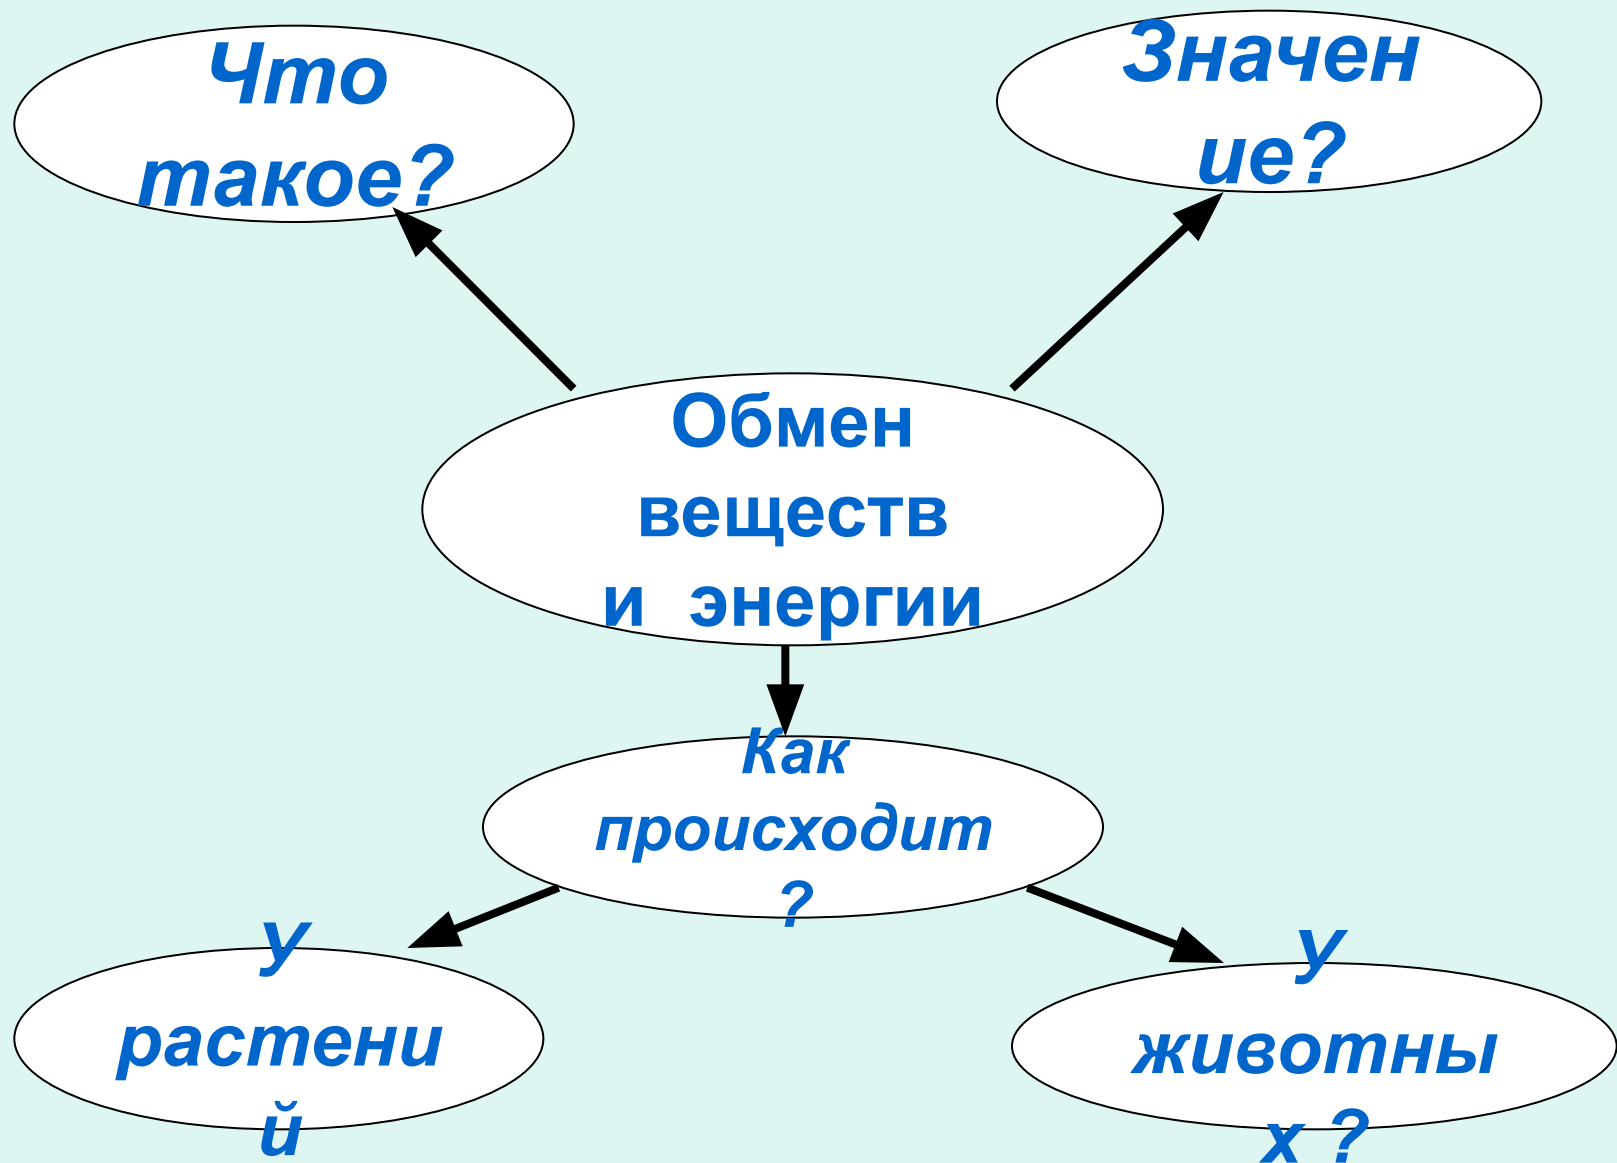 Что
такое?
Значен
ие?
Обмен
веществ
и энергии
Как
происходит
?
У
растени
й
У
животны
х ?